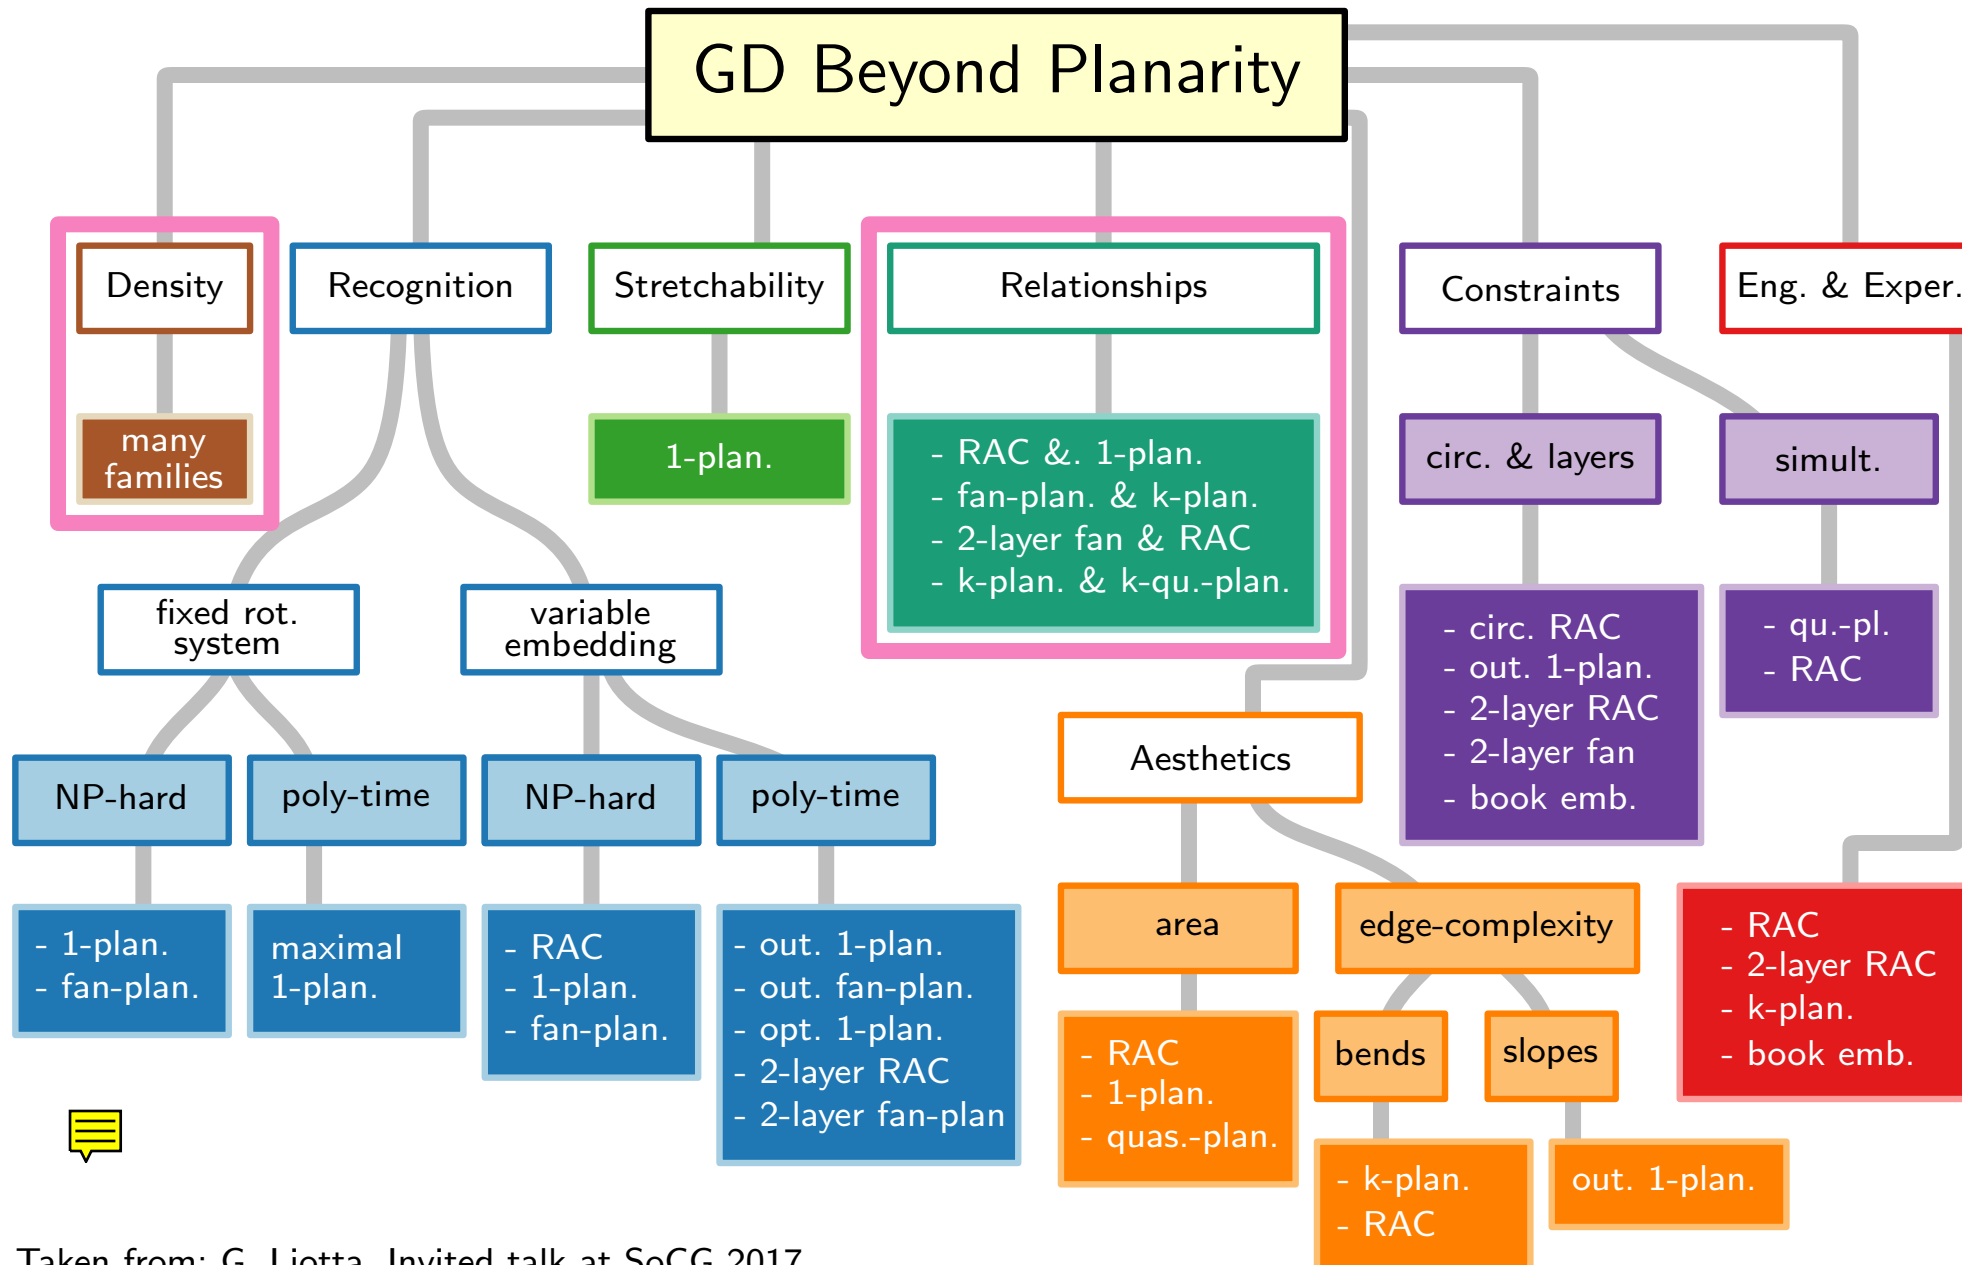 GD Beyond Planarity
Density
Recognition
Stretchability
Relationships
Constraints
Eng. & Exper.
many
families
1-plan.
- RAC &. 1-plan.
- fan-plan. & k-plan.
- 2-layer fan & RAC
- k-plan. & k-qu.-plan.
circ. & layers
simult.
fixed rot.
system
variable
embedding
- circ. RAC
- out. 1-plan.
- 2-layer RAC
- 2-layer fan
- book emb.
- qu.-pl.
- RAC
NP-hard
poly-time
NP-hard
poly-time
Aesthetics
- 1-plan.
- fan-plan.
maximal
1-plan.
- RAC
- 1-plan.
- fan-plan.
- out. 1-plan.
- out. fan-plan.
- opt. 1-plan.
- 2-layer RAC
- 2-layer fan-plan
area
edge-complexity
- RAC
- 2-layer RAC
- k-plan.
- book emb.
- RAC
- 1-plan.
- quas.-plan.
bends
slopes
- k-plan.
- RAC
out. 1-plan.
Taken from: G. Liotta, Invited talk at SoCG 2017